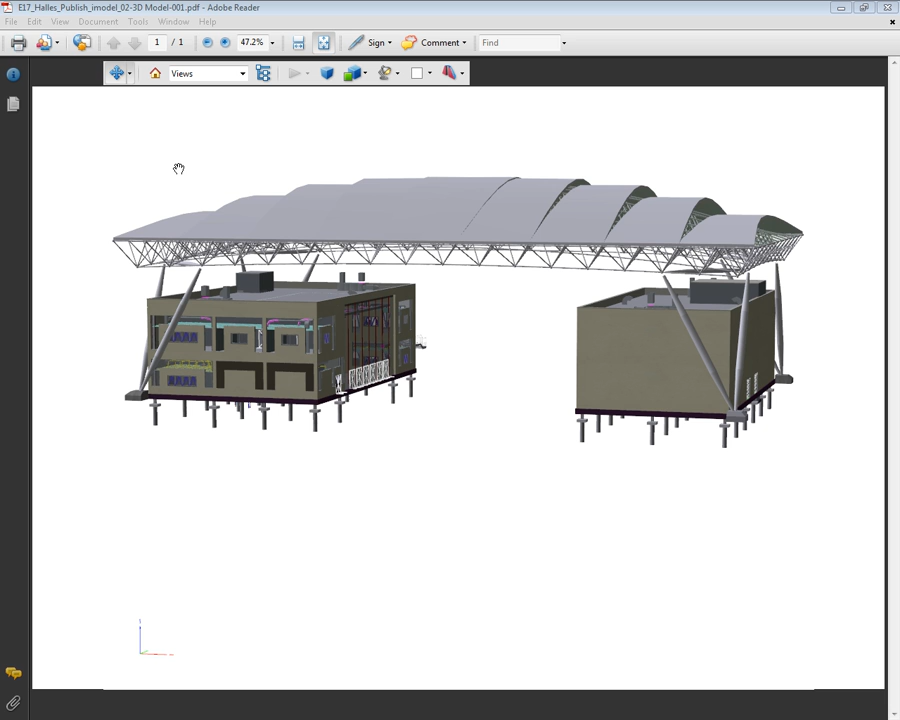 E17_Halles_Publish_imodel_02-3D Model-001.pdf - Adobe Reader
File Edit View Document Tools Window Help
1 / 1 47.2% Sign Comment Find
Views